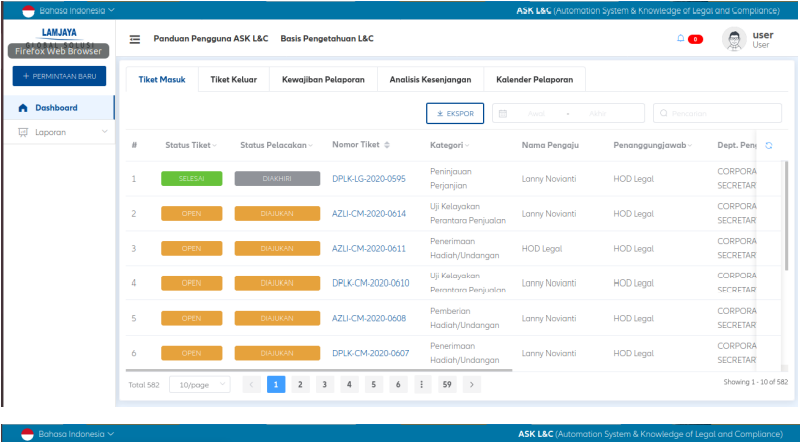 Bahasa Indonesia
ASK L&C (Automation System & Knowledge of Legal and Compliance)
LAMJAYA
GLOBAL SOLUSI
Firefox Web Browser
Panduan Pengguna ASK L&C Basis Pengetahuan L&C
0
user
User
+ PERMINTAAN BARU
Dashboard
Laporan
Tiket Masuk Tiket Keluar Kewajiban Pelaporan Analisis Kesenjangan Kalender Pelaporan
EKSPOR Awal - Akhir Pencarian
# Status Tiket Status Pelacakan Nomor Tiket Kategori Nama Pengaju Penanggungjawab Dept. Peng
1 SELESAI DIAKHIRI DPLK-LG-2020-0595 Peninjauan Perjanjian Lanny Novianti HOD Legal CORPORA SECRETAR
2 OPEN DIAJUKAN AZLI-CM-2020-0614 Uji Kelayakan Perantara Penjualan Lanny Novianti HOD Legal CORPORA SECRETAR
3 OPEN DIAJUKAN AZLI-CM-2020-0611 Penerimaan Hadiah/Undangan HOD Legal HOD Legal CORPORA SECRETAR
4 OPEN DIAJUKAN DPLK-CM-2020-0610 Uji Kelayakan Perantara Penjualan Lanny Novianti HOD Legal CORPORA SECRETAR
5 OPEN DIAJUKAN AZLI-CM-2020-0608 Pemberian Hadiah/Undangan Lanny Novianti HOD Legal CORPORA SECRETAR
6 OPEN DIAJUKAN DPLK-CM-2020-0607 Penerimaan Hadiah/Undangan Lanny Novianti HOD Legal CORPORA SECRETAR
Total 582 10/page 1 2 3 4 5 6 59 Showing 1 - 10 of 582
Bahasa Indonesia
ASK L&C (Automation System & Knowledge of Legal and Compliance)